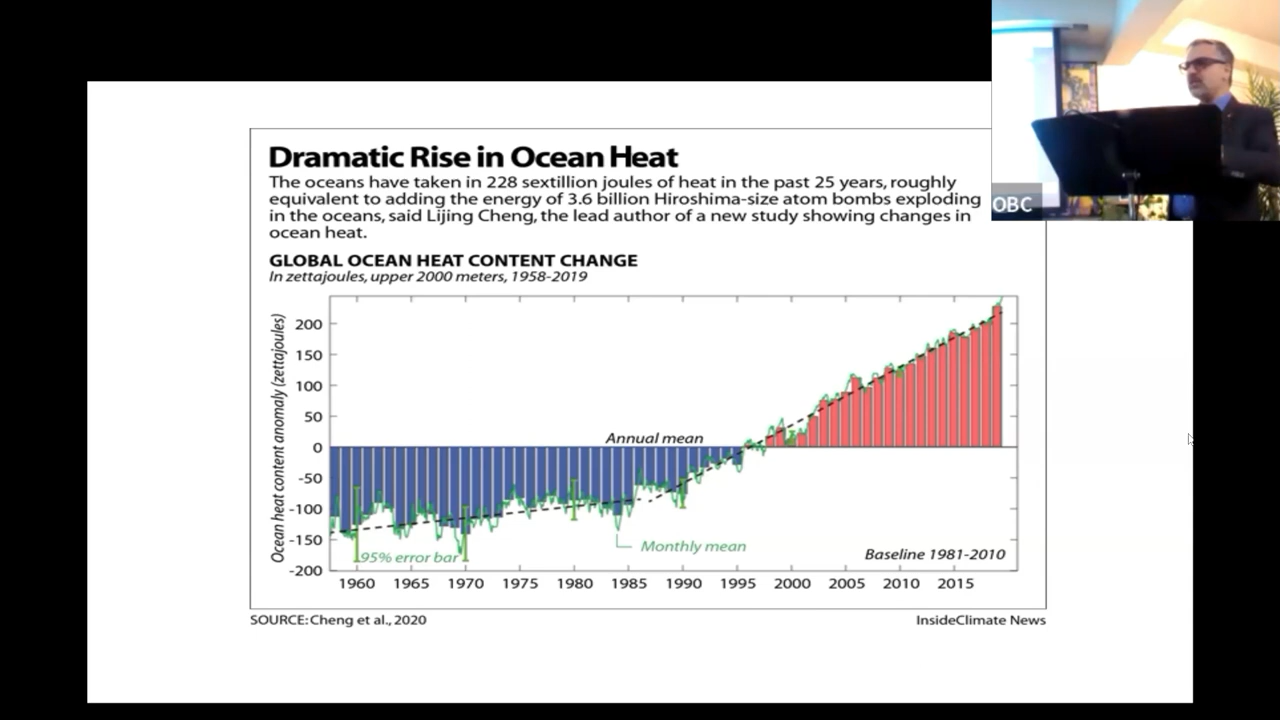 Dramatic Rise in Ocean Heat
The oceans have taken in 228 sextillion joules of heat in the past 25 years, roughly
equivalent to adding the energy of 3.6 billion Hiroshima-size atom bombs exploding
in the oceans, said Lijing Cheng, the lead author of a new study showing changes in
ocean heat.
OBC
GLOBAL OCEAN HEAT CONTENT CHANGE
In zettajoules, upper 2000 meters, 1958-2019
Ocean heat content anomaly (zettajoules)
200
150
100
50
0
-50
-100
-150
-200
Annual mean
Monthly mean
95% error bar
Baseline 1981-2010
1960 1965 1970 1975 1980 1985 1990 1995 2000 2005 2010 2015
SOURCE: Cheng et al., 2020
InsideClimate News